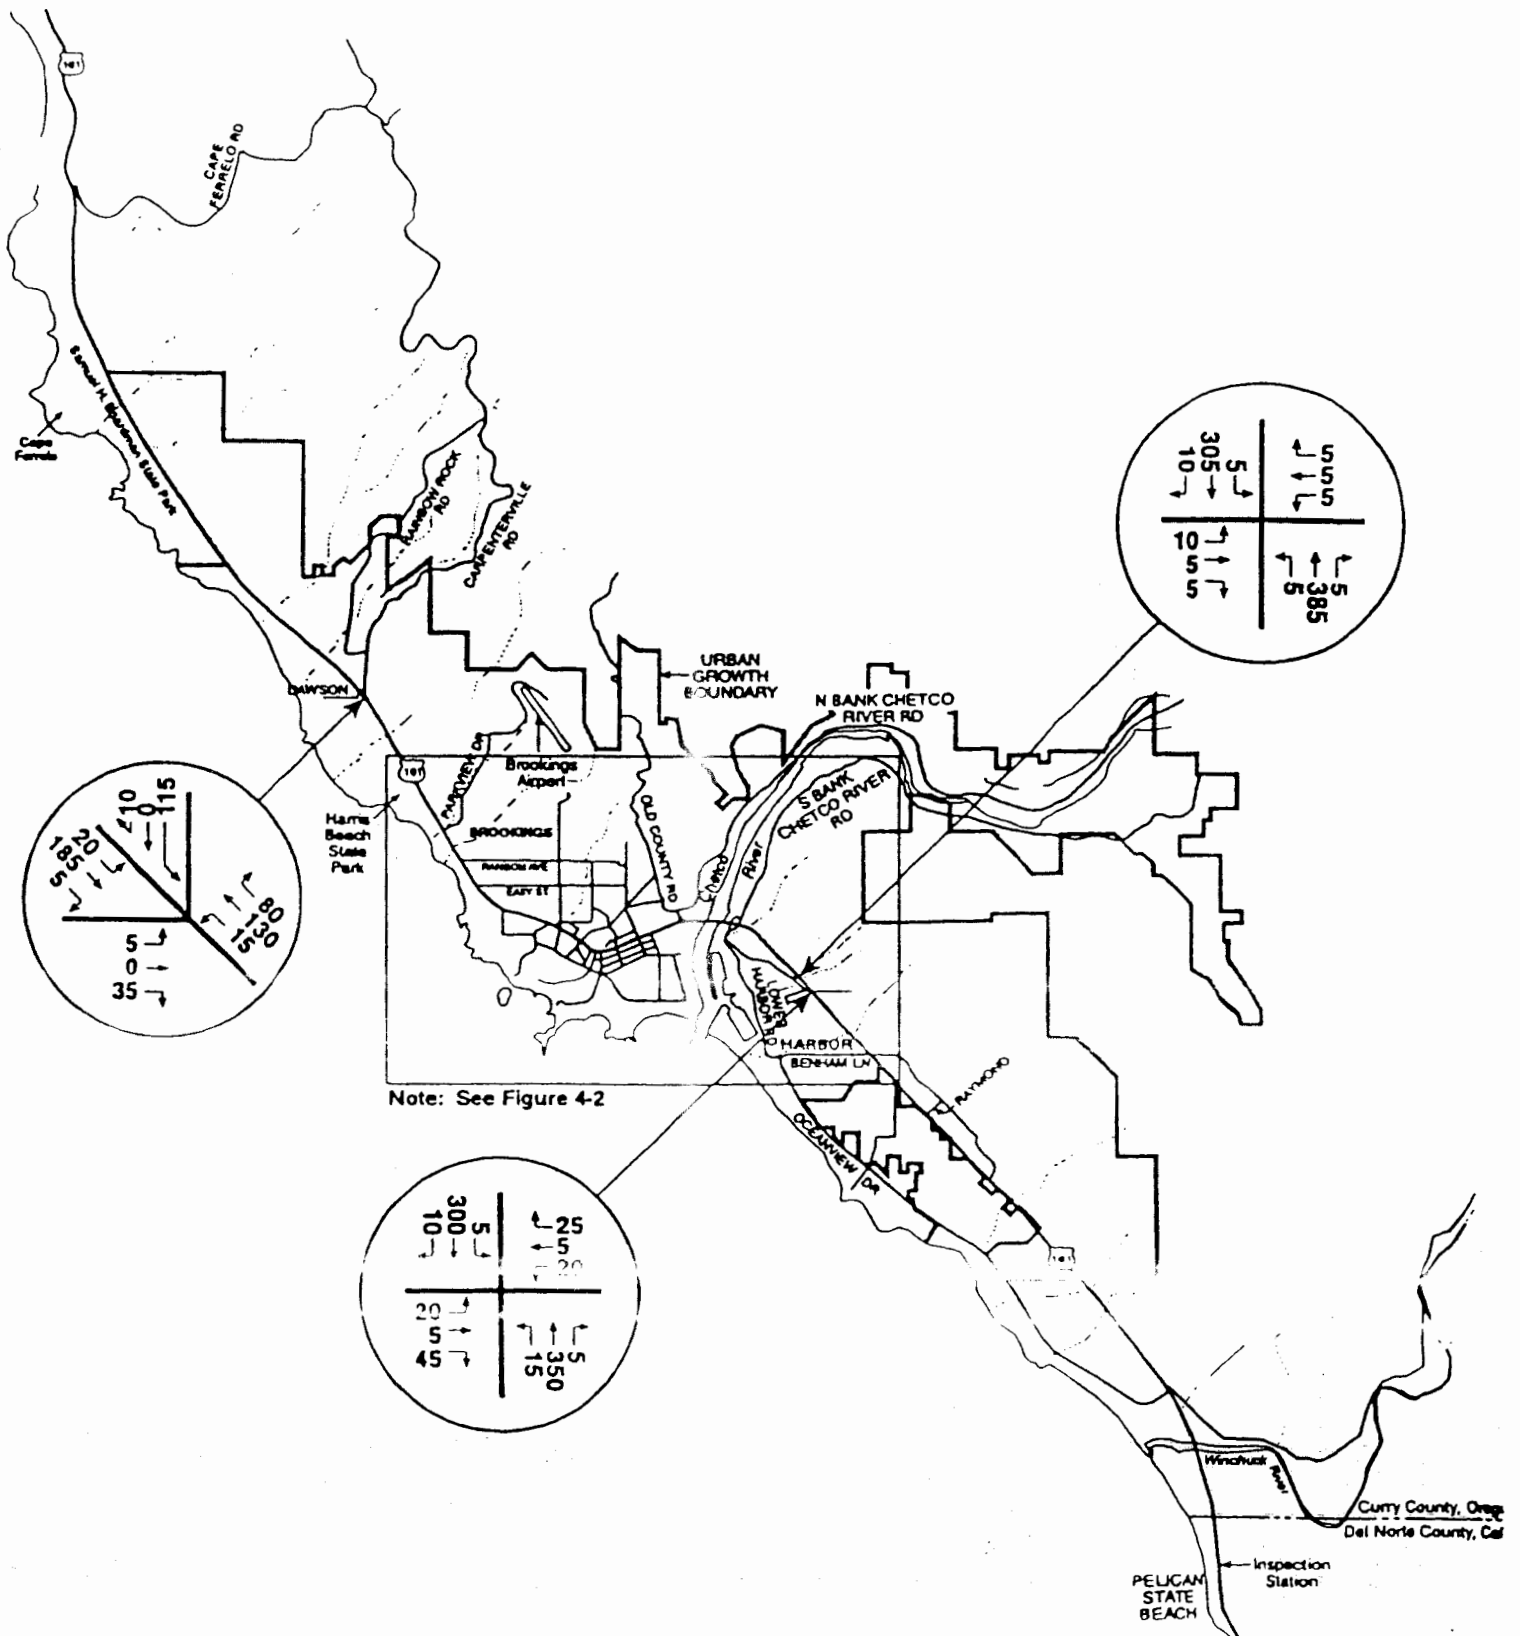 101
CAPE
FERRELO RD
Samuel H. Boardman State Park
Cape
Ferrelo
RAINBOW ROCK
RD
CARPENTERVILLE
RD
305
10
5
5
5
5
10
5
5
5
385
5
URBAN
GROWTH
BOUNDARY
N BANK CHETCO
RIVER RD
DAWSON
101
PARKVIEW DR
Brookings
Airport
S BANK
CHETCO RIVER
RD
Harris
Beach
State
Park
BROOKINGS
RANSOM AVE
EASY ST
OLD COUNTY RD
Chetco
River
10
0
115
20
185
5
80
130
15
5
0
35
LOWER
HARBOR RD
HARBOR
BENHAM LN
RAYMOND
Note: See Figure 4-2
OCEANVIEW
DR
10
300
5
25
5
20
20
5
45
15
350
5
101
Winchuck
River
Curry County, Oreg
Del Norte County, Cal
Inspection
Station
PELICAN
STATE
BEACH